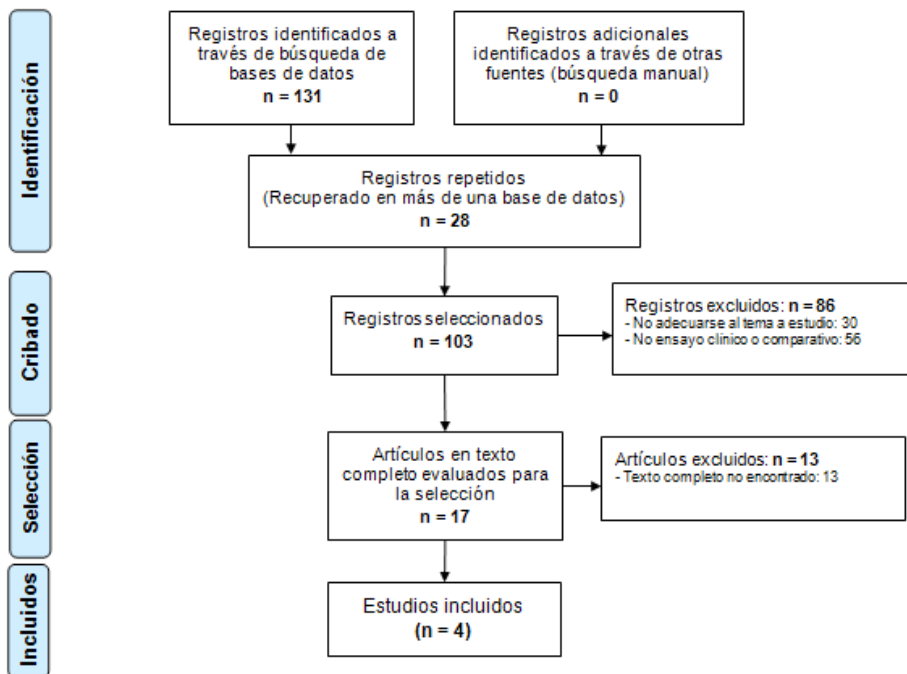 Identificación
Registros identificados a
través de búsqueda de
bases de datos
n = 131
Registros adicionales
identificados a través de otras
fuentes (búsqueda manual)
n = 0
Registros repetidos
(Recuperado en más de una base de datos)
n = 28
Cribado
Registros seleccionados
n = 103
Registros excluidos: n = 86
- No adecuarse al tema a estudio: 30
- No ensayo clínico o comparativo: 56
Selección
Artículos en texto
completo evaluados para
la selección
n = 17
Artículos excluidos: n = 13
- Texto completo no encontrado: 13
Incluidos
Estudios incluidos
(n = 4)